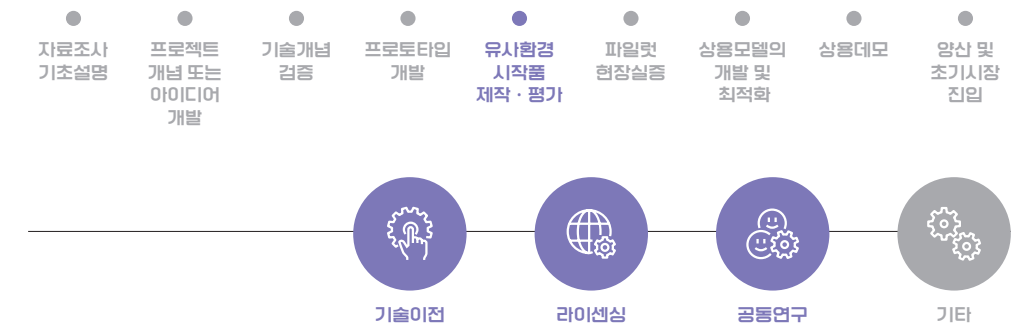 자료조사
기초설명
프로젝트
개념 또는
아이디어
개발
기술개념
검증
프로토타입
개발
유사환경
시작품
제작 · 평가
파일럿
현장실증
상용모델의
개발 및
최적화
상용데모
양산 및
초기시장
진입
기술이전
라이센싱
공동연구
기타